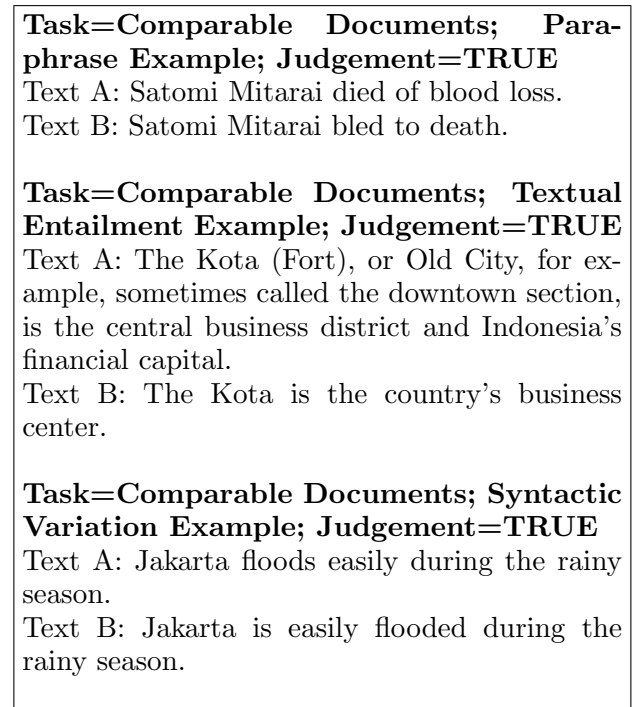 Task=Comparable Documents; Para-
phrase Example; Judgement=TRUE
Text A: Satomi Mitarai died of blood loss.
Text B: Satomi Mitarai bled to death.
Task=Comparable Documents; Textual
Entailment Example; Judgement=TRUE
Text A: The Kota (Fort), or Old City, for ex-
ample, sometimes called the downtown section,
is the central business district and Indonesia's
financial capital.
Text B: The Kota is the country's business
center.
Task=Comparable Documents; Syntactic
Variation Example; Judgement=TRUE
Text A: Jakarta floods easily during the rainy
season.
Text B: Jakarta is easily flooded during the
rainy season.